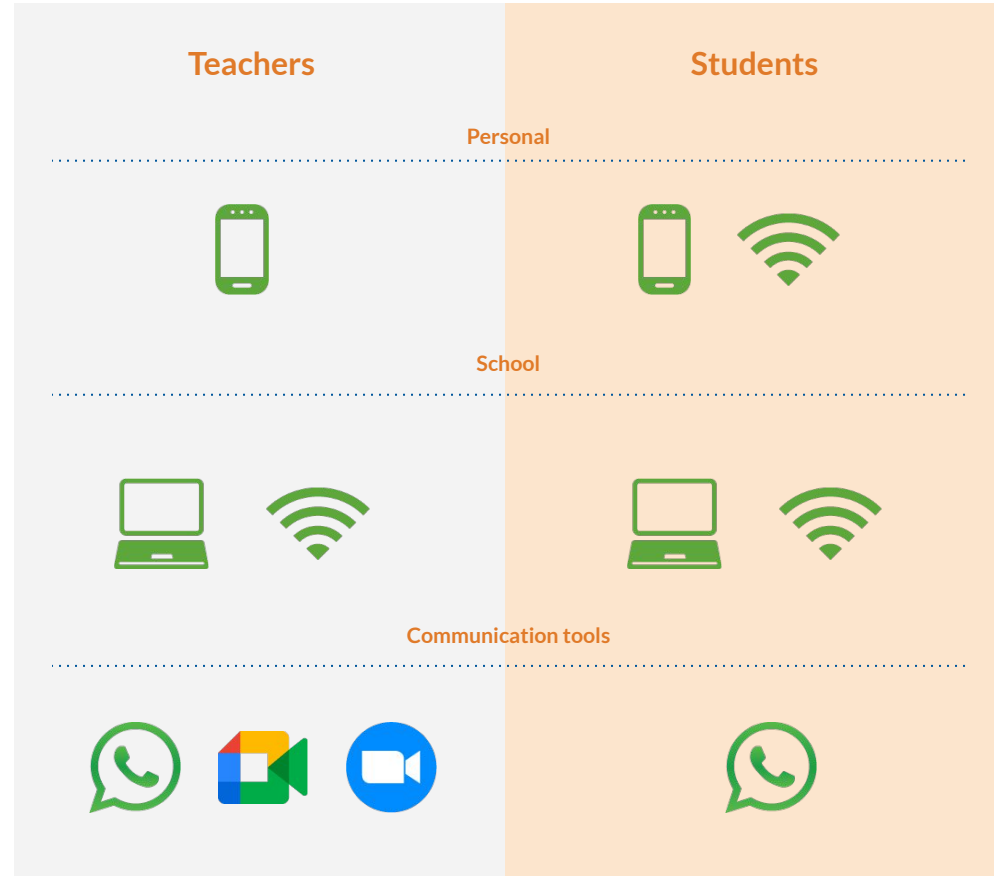 Teachers
Students
Personal
School
Communication tools